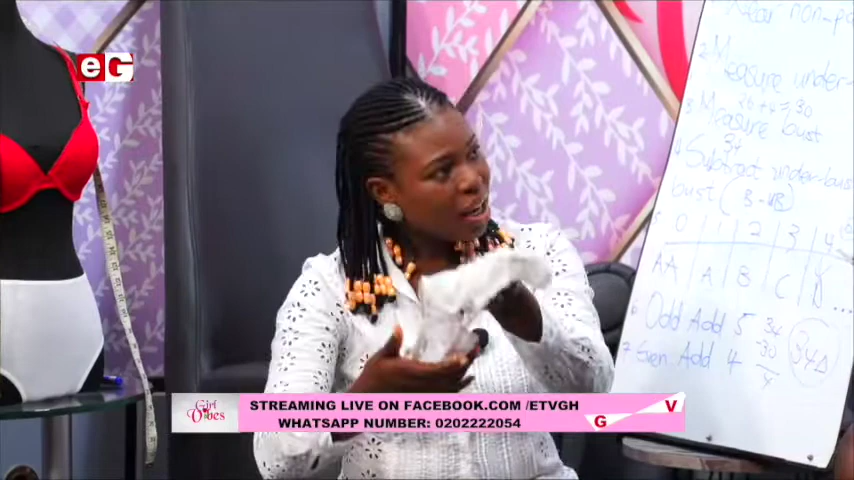 eG
Wear non-pa
2. Measure under-
26+4=30
3 Measure bust
34
4. Subtract under-bust
bust (B-UB)
0 1 2 3 4
AA A B C D
6 Odd Add 5 34
-30
7 Even Add 4 4
34D
Girl Vibes
STREAMING LIVE ON FACEBOOK.COM /ETVGH
WHATSAPP NUMBER: 0202222054
G V